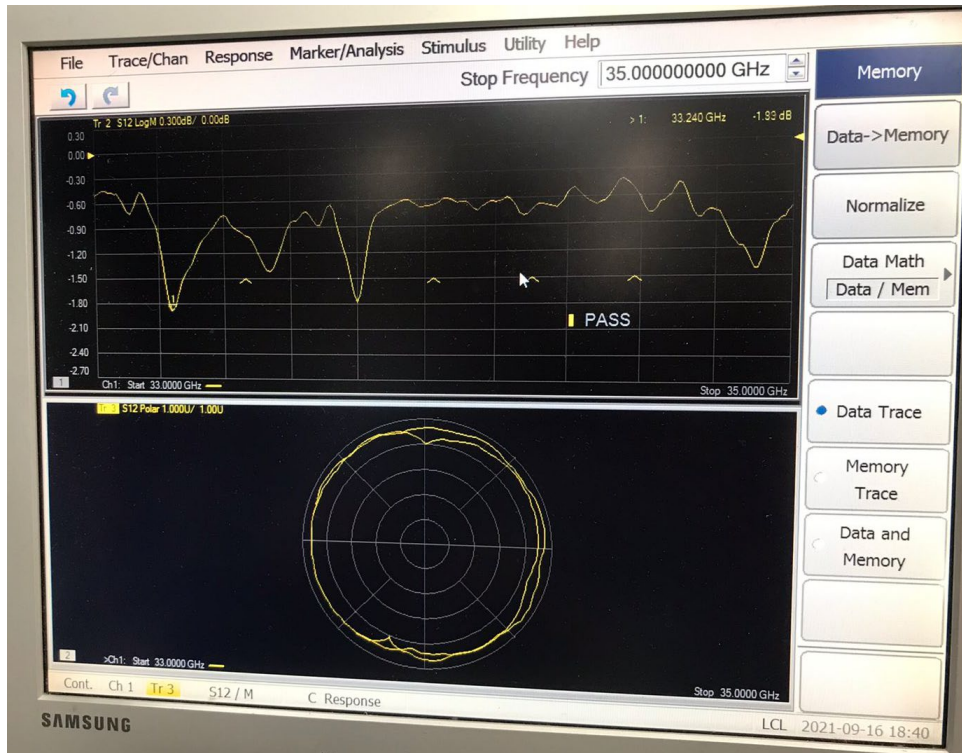 File Trace/Chan Response Marker/Analysis Stimulus Utility Help
Stop Frequency 35.000000000 GHz
Memory
Tr 2 S12 LogM 0.300dB/ 0.00dB
> 1: 33.240 GHz -1.93 dB
0.30
0.00
-0.30
-0.60
-0.90
-1.20
-1.50
-1.80
-2.10
-2.40
-2.70
1
PASS
1
Ch1: Start 33.0000 GHz
Stop 35.0000 GHz
Data->Memory
Normalize
Data Math
Data / Mem
Data Trace
Memory
Trace
Data and
Memory
Tr 3 S12 Polar 1.000U/ 1.00U
2
>Ch1: Start 33.0000 GHz
Stop 35.0000 GHz
Cont. Ch 1 Tr 3 S12 / M C Response
LCL 2021-09-16 18:40
SAMSUNG